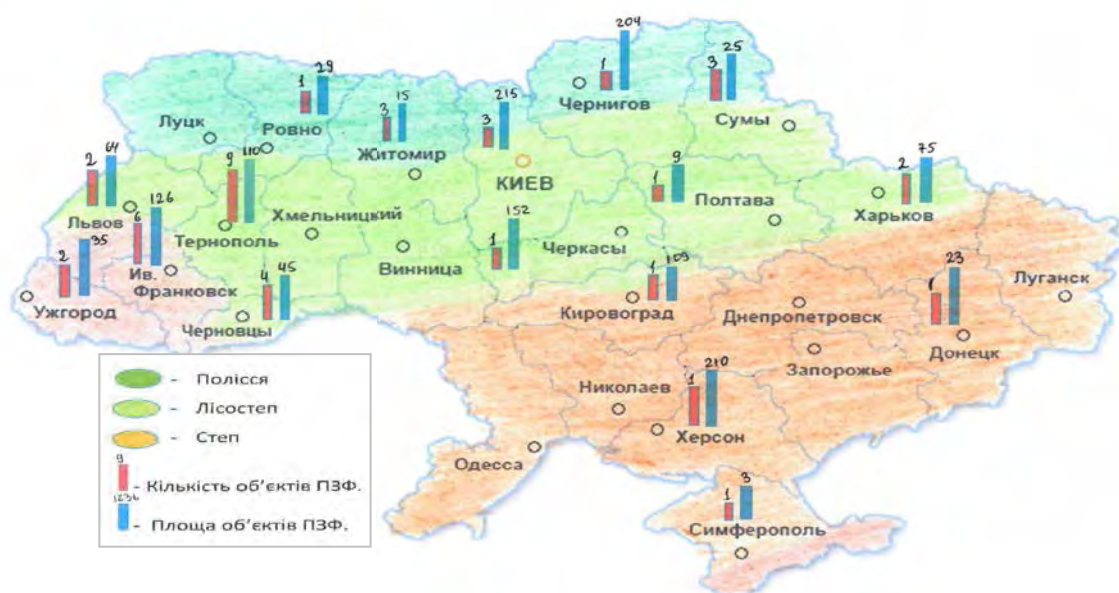 204
1
25
3
Чернигов
Сумы
29
1
Луцк
Ровно
15
3
Житомир
215
3
КИЕВ
64
2
Львов
110
9
Тернополь
Хмельницкий
126
6
Ив.
Франковск
35
2
Ужгород
45
4
Черновцы
Винница
152
1
Черкасы
9
1
Полтава
75
2
Харьков
109
1
Кировоград
Днепропетровск
23
1
Донецк
Луганск
Запорожье
Николаев
210
1
Херсон
Одесса
3
1
Симферополь
- Полісся
- Лісостеп
- Степ
9
- Кількість об'єктів ПЗФ.
1234
- Площа об'єктів ПЗФ.